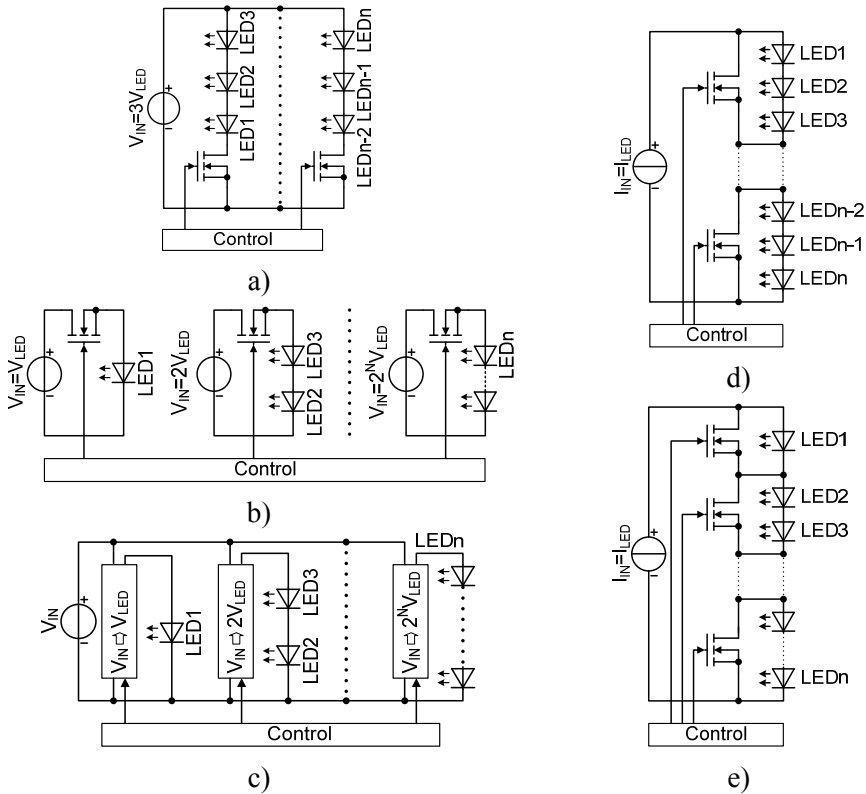 V_IN=3V_LED
+
−
LED3
LED2
LED1
LEDn
LEDn-1
LEDn-2
Control
a)
V_IN=V_LED
+
−
LED1
V_IN=2V_LED
+
−
LED3
LED2
V_IN=2^N V_LED
+
−
LEDn
Control
b)
V_IN
+
−
V_IN ⇨ V_LED
LED1
V_IN ⇨ 2V_LED
LED3
LED2
V_IN ⇨ 2^N V_LED
LEDn
Control
c)
I_IN=I_LED
+
−
LED1
LED2
LED3
LEDn-2
LEDn-1
LEDn
Control
d)
I_IN=I_LED
+
−
LED1
LED2
LED3
LEDn
Control
e)